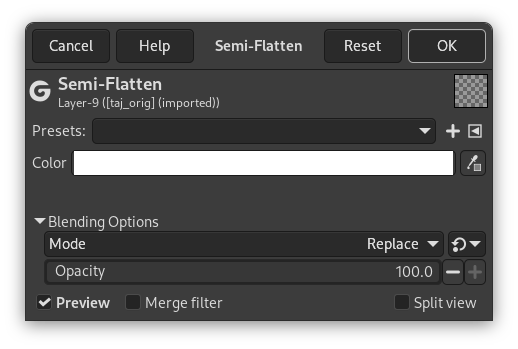 Cancel Help Semi-Flatten Reset OK
Semi-Flatten
Layer-9 ([taj_orig] (imported))
Presets:
Color
Blending Options
Mode Replace
Opacity 100.0
Preview Merge filter Split view